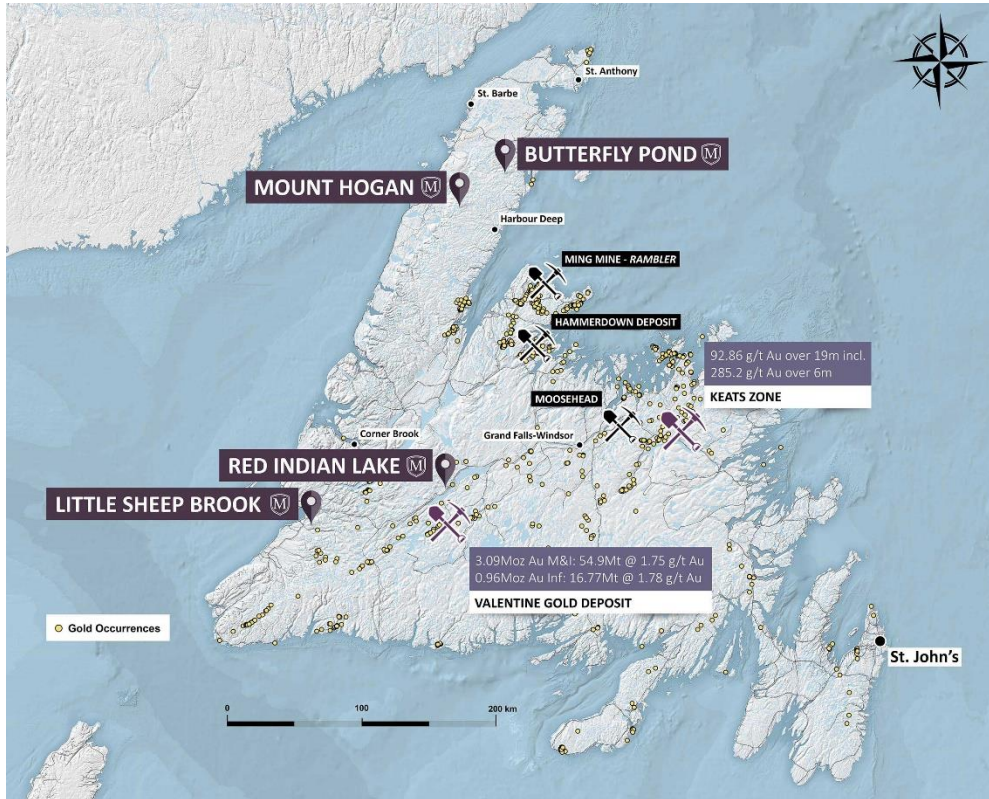 St. Anthony
St. Barbe
BUTTERFLY POND M
MOUNT HOGAN M
Harbour Deep
MING MINE - RAMBLER
HAMMERDOWN DEPOSIT
92.86 g/t Au over 19m incl.
285.2 g/t Au over 6m
KEATS ZONE
MOOSEHEAD
Corner Brook
Grand Falls-Windsor
RED INDIAN LAKE M
LITTLE SHEEP BROOK M
3.09Moz Au M&I: 54.9Mt @ 1.75 g/t Au
0.96Moz Au Inf: 16.77Mt @ 1.78 g/t Au
VALENTINE GOLD DEPOSIT
Gold Occurrences
St. John's
0 100 200 km